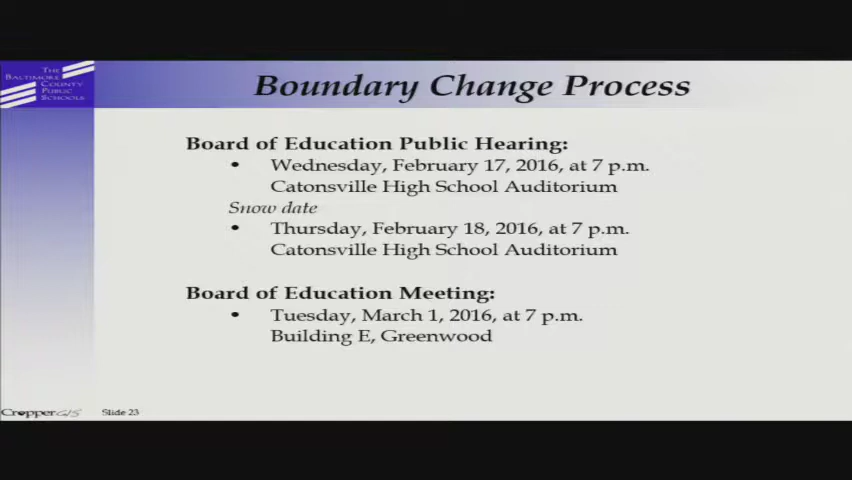 THE
BALTIMORE
COUNTY
PUBLIC
SCHOOLS
Boundary Change Process
Board of Education Public Hearing:
• Wednesday, February 17, 2016, at 7 p.m.
Catonsville High School Auditorium
Snow date
• Thursday, February 18, 2016, at 7 p.m.
Catonsville High School Auditorium
Board of Education Meeting:
• Tuesday, March 1, 2016, at 7 p.m.
Building E, Greenwood
CropperGIS
Slide 23